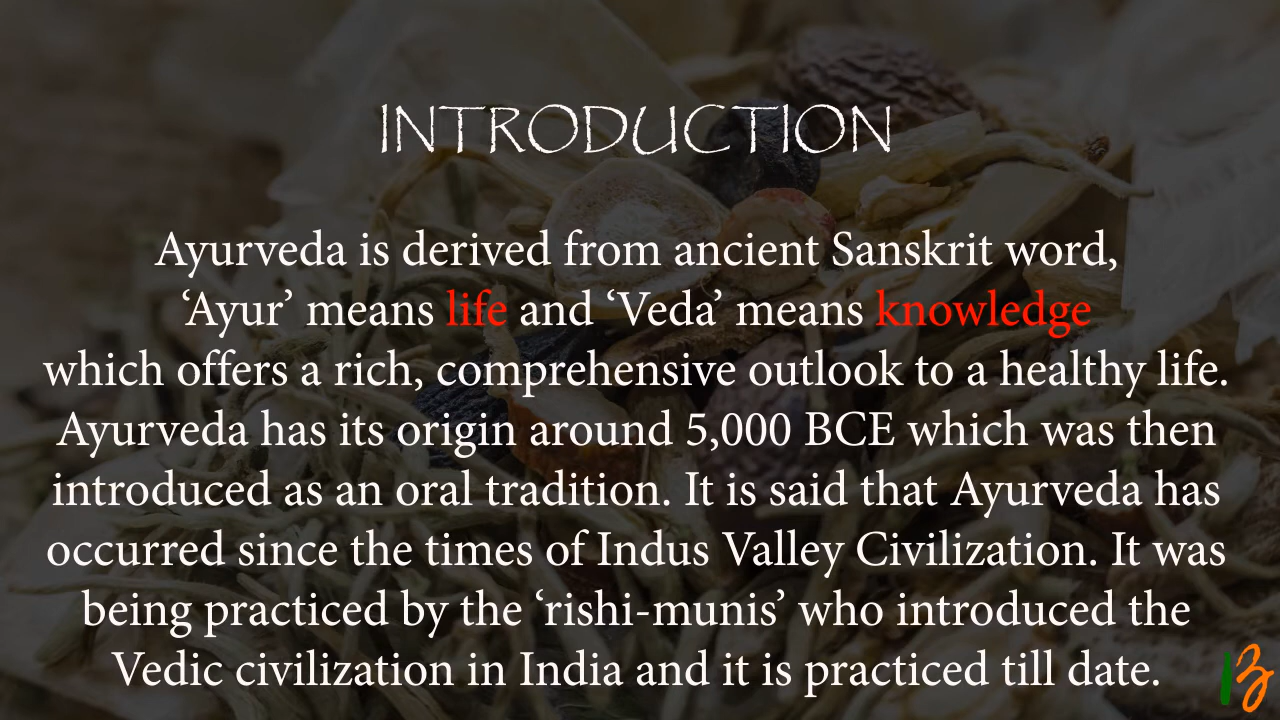 INTRODUCTION
Ayurveda is derived from ancient Sanskrit word,
‘Ayur’ means life and ‘Veda’ means knowledge
which offers a rich, comprehensive outlook to a healthy life.
Ayurveda has its origin around 5,000 BCE which was then
introduced as an oral tradition. It is said that Ayurveda has
occurred since the times of Indus Valley Civilization. It was
being practiced by the ‘rishi-munis’ who introduced the
Vedic civilization in India and it is practiced till date.